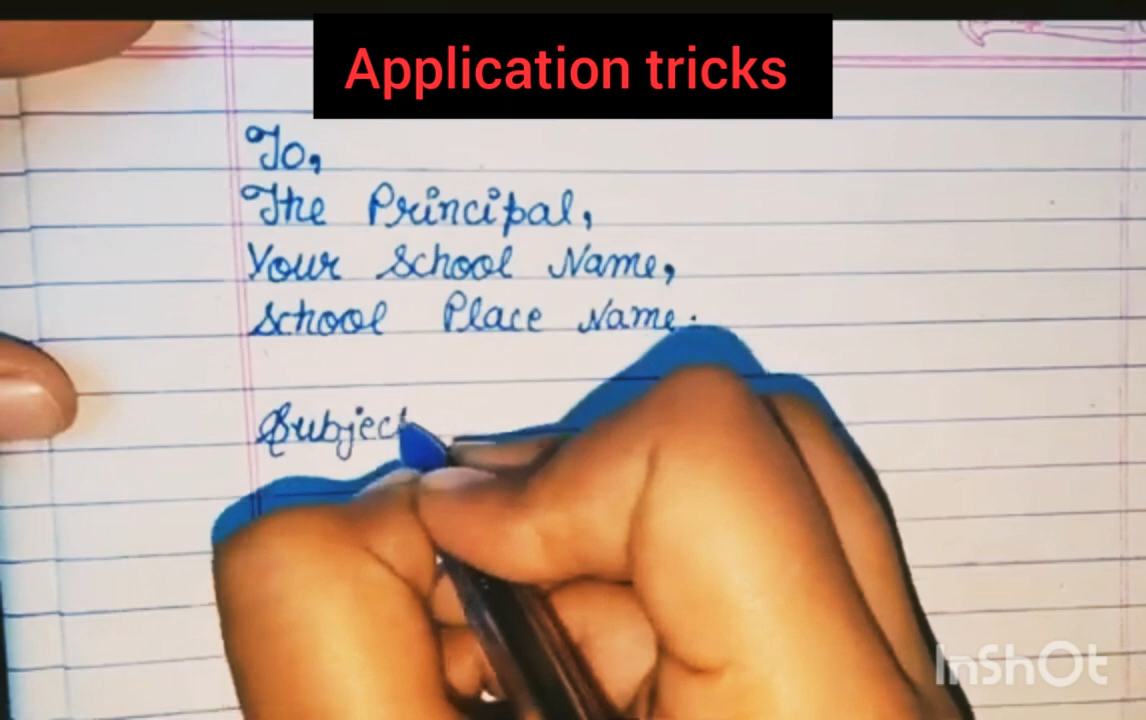 Application tricks
To,
The Principal,
Your School Name,
School Place Name.
Subject
InShOt